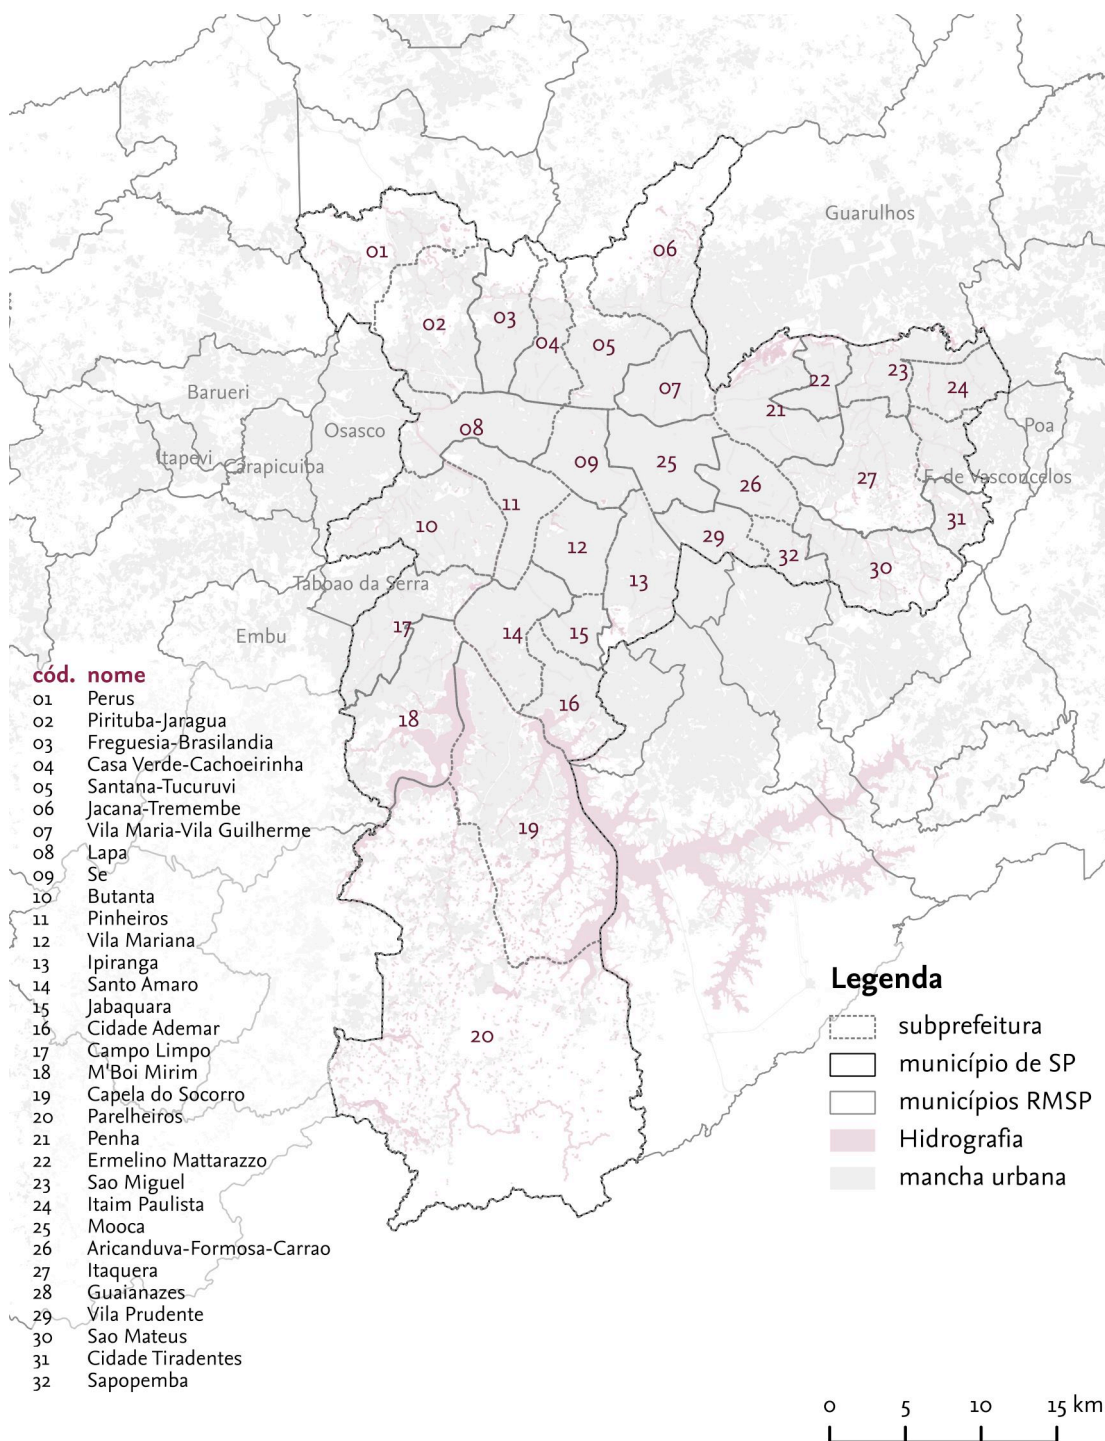 Guarulhos
01
06
02
03
04
05
22
23
24
07
21
Barueri
08
Osasco
Poa
Itapevi
Carapicuiba
09
25
26
27
F. de Vasconcelos
11
31
10
12
29
32
30
Taboao da Serra
13
17
14
15
Embu
16
18
19
20
cód. nome
01 Perus
02 Pirituba-Jaragua
03 Freguesia-Brasilandia
04 Casa Verde-Cachoeirinha
05 Santana-Tucuruvi
06 Jacana-Tremembe
07 Vila Maria-Vila Guilherme
08 Lapa
09 Se
10 Butanta
11 Pinheiros
12 Vila Mariana
13 Ipiranga
14 Santo Amaro
15 Jabaquara
16 Cidade Ademar
17 Campo Limpo
18 M'Boi Mirim
19 Capela do Socorro
20 Parelheiros
21 Penha
22 Ermelino Mattarazzo
23 Sao Miguel
24 Itaim Paulista
25 Mooca
26 Aricanduva-Formosa-Carrao
27 Itaquera
28 Guaianazes
29 Vila Prudente
30 Sao Mateus
31 Cidade Tiradentes
32 Sapopemba
Legenda
subprefeitura
município de SP
municípios RMSP
Hidrografia
mancha urbana
0 5 10 15 km